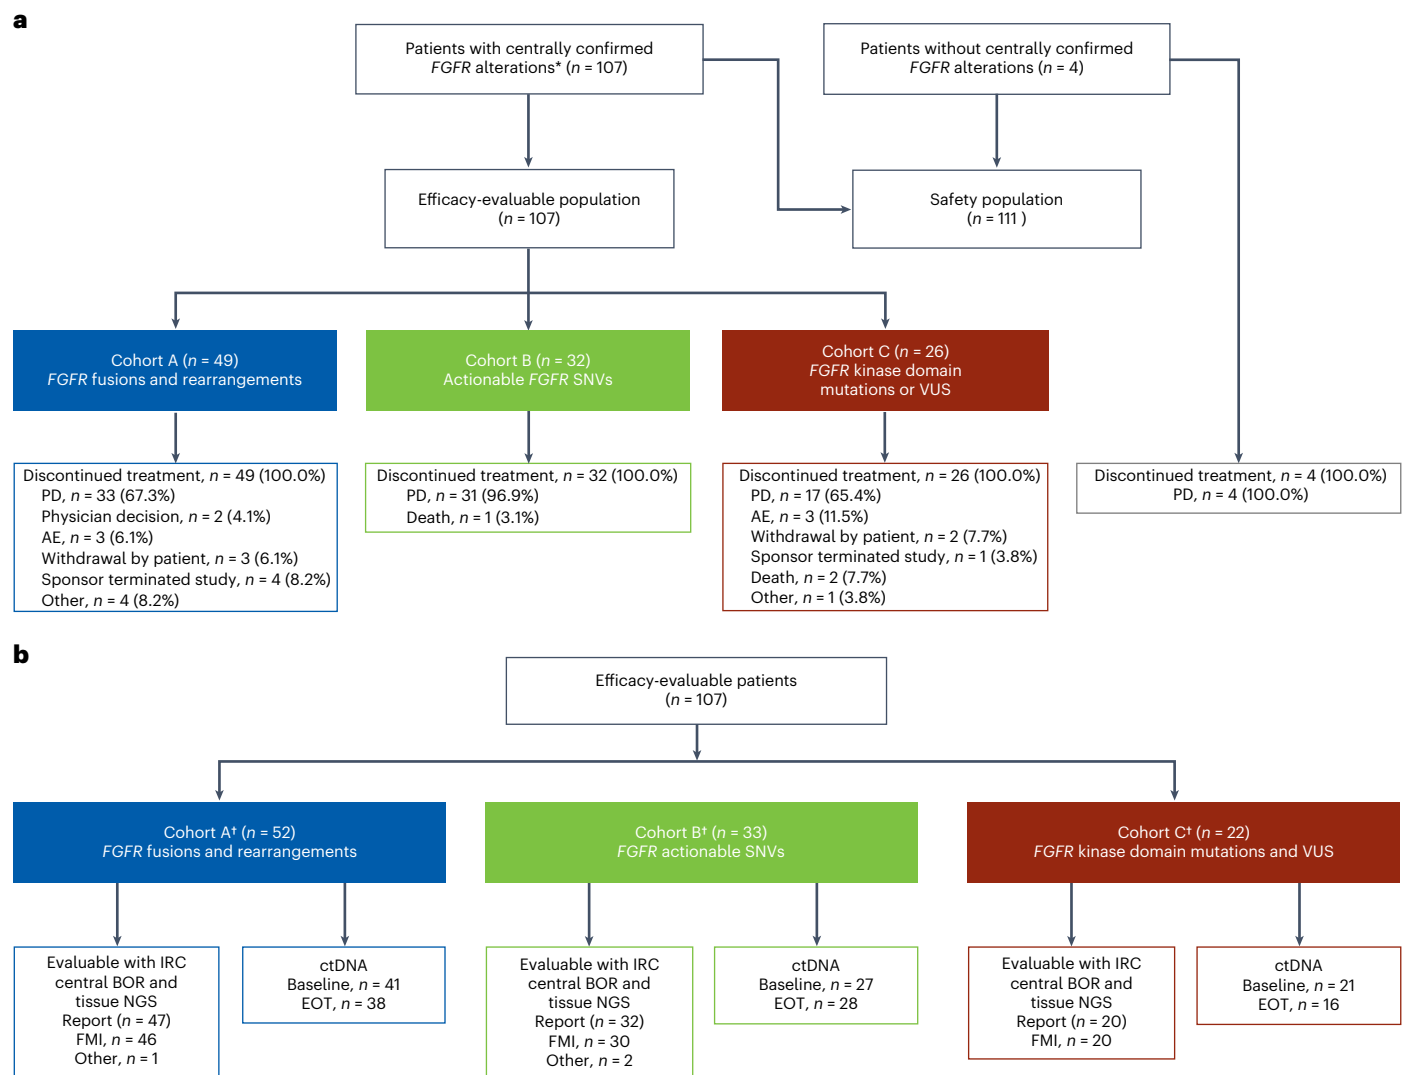 a
Patients with centrally confirmed
FGFR alterations* (n = 107)
Patients without centrally confirmed
FGFR alterations (n = 4)
Efficacy-evaluable population
(n = 107)
Safety population
(n = 111 )
Cohort A (n = 49)
FGFR fusions and rearrangements
Cohort B (n = 32)
Actionable FGFR SNVs
Cohort C (n = 26)
FGFR kinase domain
mutations or VUS
Discontinued treatment, n = 49 (100.0%)
PD, n = 33 (67.3%)
Physician decision, n = 2 (4.1%)
AE, n = 3 (6.1%)
Withdrawal by patient, n = 3 (6.1%)
Sponsor terminated study, n = 4 (8.2%)
Other, n = 4 (8.2%)
Discontinued treatment, n = 32 (100.0%)
PD, n = 31 (96.9%)
Death, n = 1 (3.1%)
Discontinued treatment, n = 26 (100.0%)
PD, n = 17 (65.4%)
AE, n = 3 (11.5%)
Withdrawal by patient, n = 2 (7.7%)
Sponsor terminated study, n = 1 (3.8%)
Death, n = 2 (7.7%)
Other, n = 1 (3.8%)
Discontinued treatment, n = 4 (100.0%)
PD, n = 4 (100.0%)
b
Efficacy-evaluable patients
(n = 107)
Cohort A† (n = 52)
FGFR fusions and rearrangements
Cohort B† (n = 33)
FGFR actionable SNVs
Cohort C† (n = 22)
FGFR kinase domain mutations and VUS
Evaluable with IRC
central BOR and
tissue NGS
Report (n = 47)
FMI, n = 46
Other, n = 1
ctDNA
Baseline, n = 41
EOT, n = 38
Evaluable with IRC
central BOR and
tissue NGS
Report (n = 32)
FMI, n = 30
Other, n = 2
ctDNA
Baseline, n = 27
EOT, n = 28
Evaluable with IRC
central BOR and
tissue NGS
Report (n = 20)
FMI, n = 20
ctDNA
Baseline, n = 21
EOT, n = 16